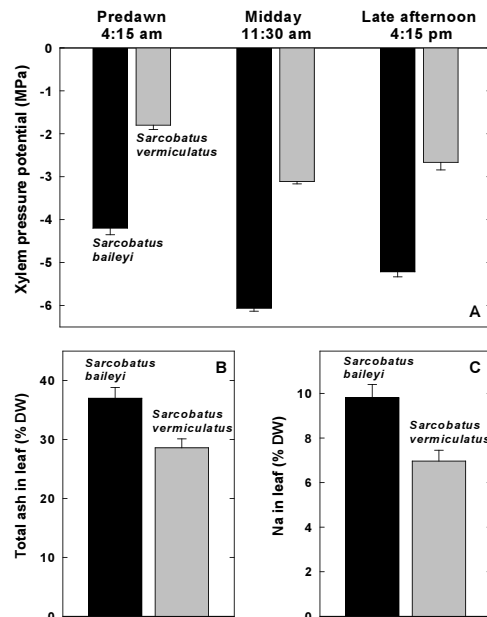 Predawn
4:15 am
Midday
11:30 am
Late afternoon
4:15 pm
Xylem pressure potential (MPa)
0
-1
-2
-3
-4
-5
-6
Sarcobatus
vermiculatus
Sarcobatus
baileyi
A
Total ash in leaf (% DW)
40
30
20
10
0
Sarcobatus
baileyi
B
Sarcobatus
vermiculatus
Na in leaf (% DW)
10
8
6
4
2
0
Sarcobatus
baileyi
C
Sarcobatus
vermiculatus